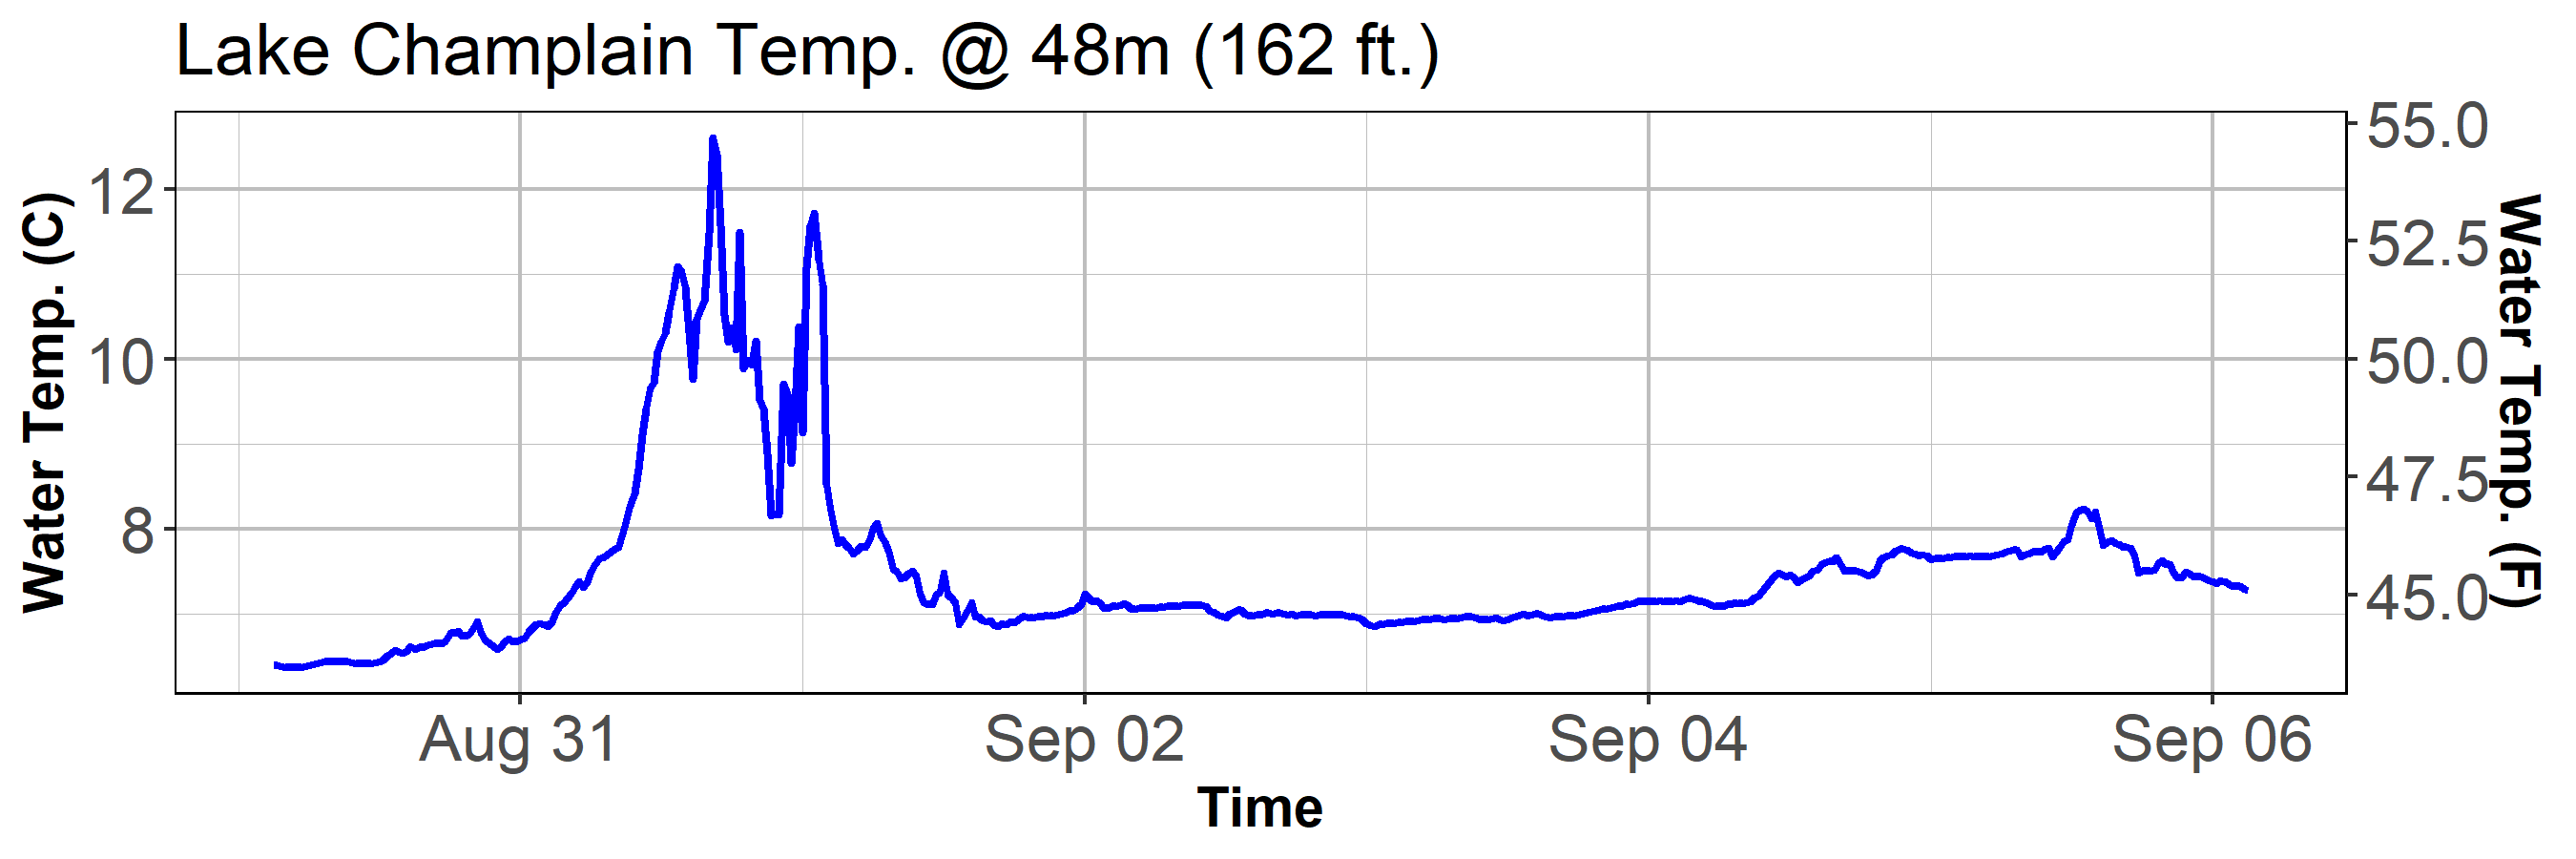 Lake Champlain Temp. @ 48m (162 ft.)
Water Temp. (C)
12
10
8
55.0
52.5
50.0
47.5
45.0
Water Temp. (F)
Aug 31 Sep 02 Sep 04 Sep 06
Time